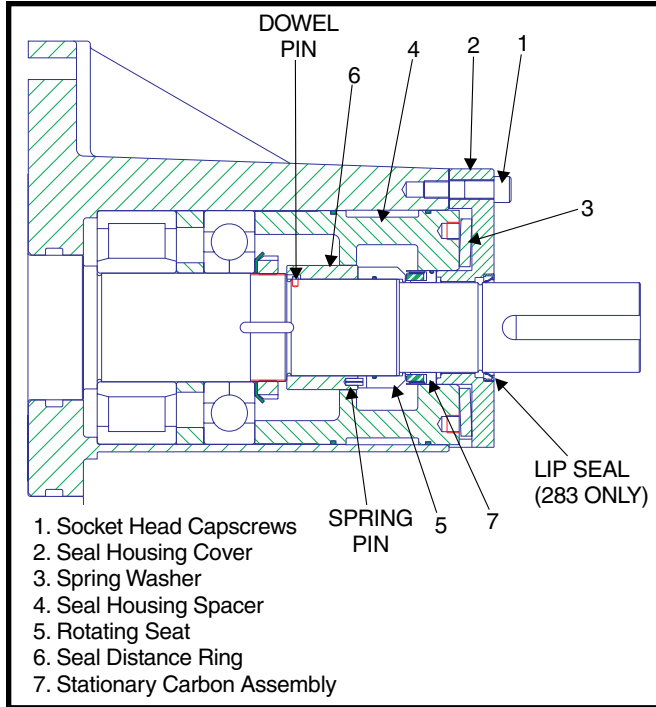 DOWEL
PIN
6
4
2
1
3
LIP SEAL
(283 ONLY)
SPRING
PIN
5
7
1. Socket Head Capscrews
2. Seal Housing Cover
3. Spring Washer
4. Seal Housing Spacer
5. Rotating Seat
6. Seal Distance Ring
7. Stationary Carbon Assembly